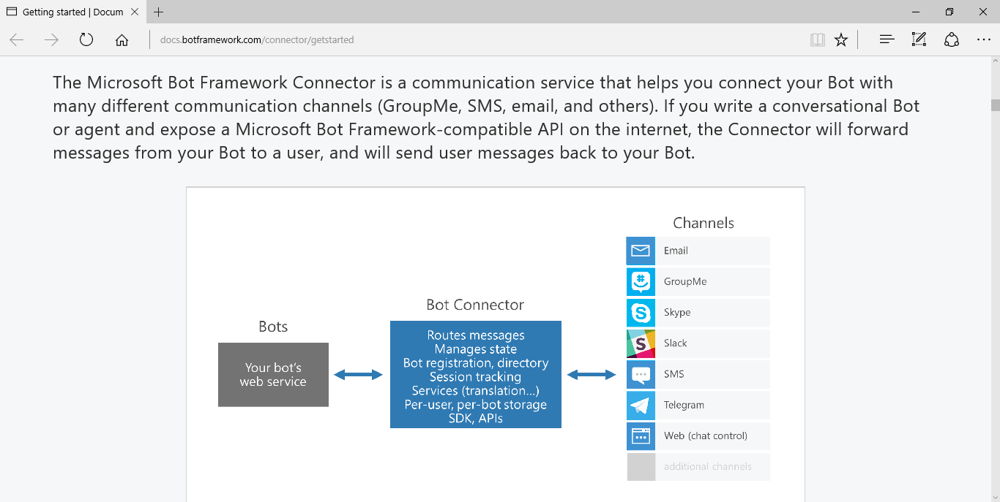 Getting started | Docum
docs.botframework.com/connector/getstarted
The Microsoft Bot Framework Connector is a communication service that helps you connect your Bot with
many different communication channels (GroupMe, SMS, email, and others). If you write a conversational Bot
or agent and expose a Microsoft Bot Framework-compatible API on the internet, the Connector will forward
messages from your Bot to a user, and will send user messages back to your Bot.
Bots
Your bot's
web service
Bot Connector
Routes messages
Manages state
Bot registration, directory
Session tracking
Services (translation...)
Per-user, per-bot storage
SDK, APIs
Channels
Email
GroupMe
Skype
Slack
SMS
Telegram
Web (chat control)
additional channels